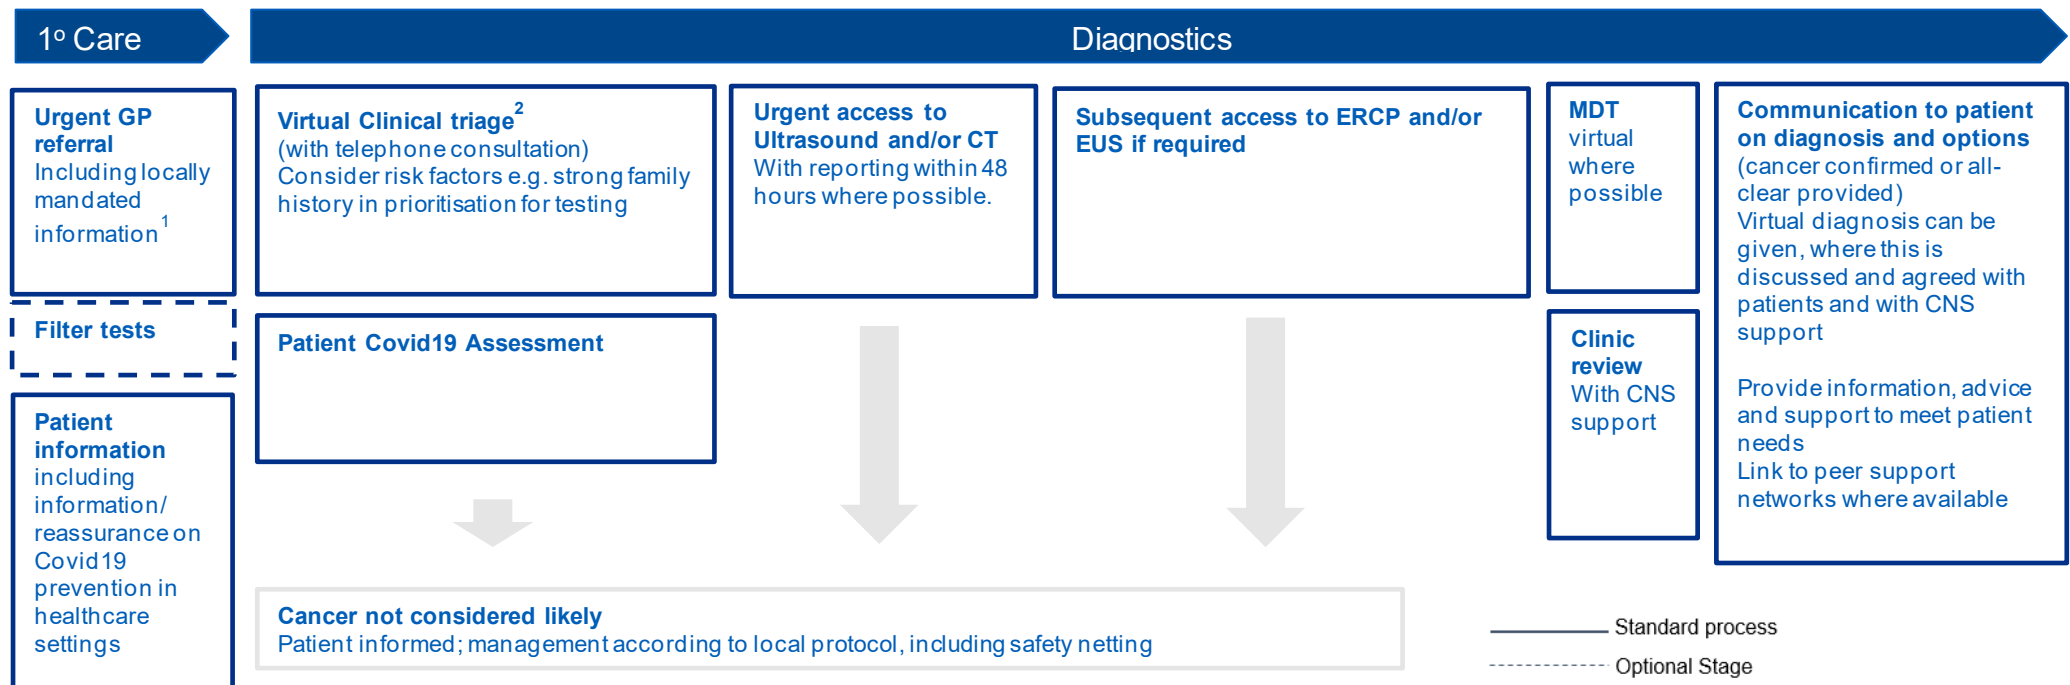 1º Care
Diagnostics
Urgent GP
referral
Including locally
mandated
information1
Filter tests
Patient
information
including
information/
reassurance on
Covid19
prevention in
healthcare
settings
Virtual Clinical triage2
(with telephone consultation)
Consider risk factors e.g. strong family
history in prioritisation for testing
Patient Covid19 Assessment
Urgent access to
Ultrasound and/or CT
With reporting within 48
hours where possible.
Subsequent access to ERCP and/or
EUS if required
MDT
virtual
where
possible
Clinic
review
With CNS
support
Communication to patient
on diagnosis and options
(cancer confirmed or all-
clear provided)
Virtual diagnosis can be
given, where this is
discussed and agreed with
patients and with CNS
support
Provide information, advice
and support to meet patient
needs
Link to peer support
networks where available
Cancer not considered likely
Patient informed; management according to local protocol, including safety netting
Standard process
Optional Stage